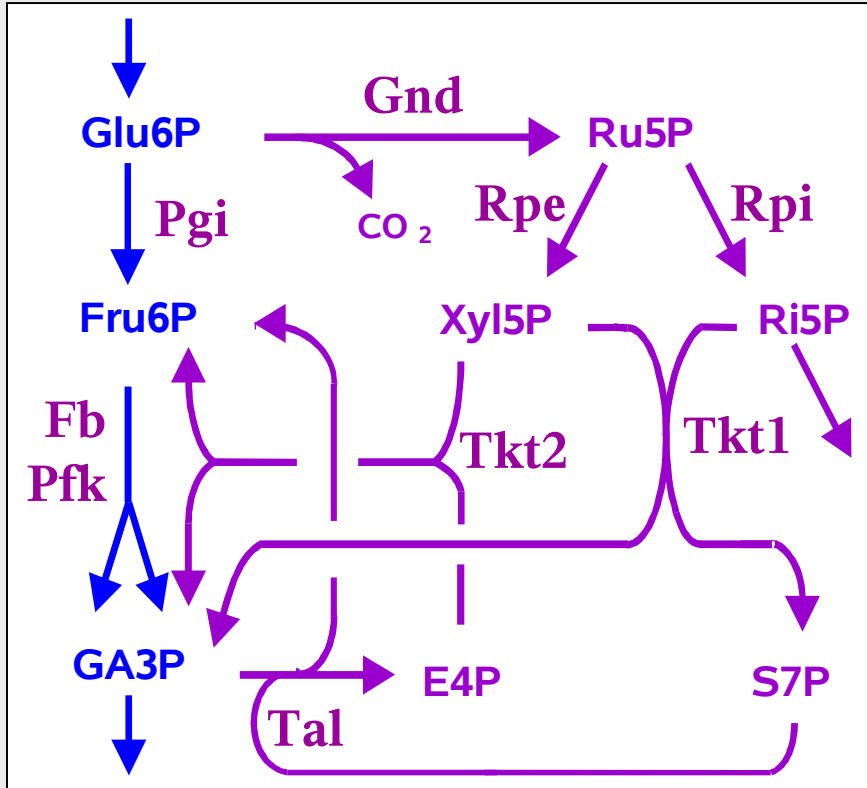 Gnd
Glu6P
Ru5P
Pgi
CO 2
Rpe
Rpi
Fru6P
Xyl5P
Ri5P
Fb
Pfk
Tkt2
Tkt1
GA3P
E4P
S7P
Tal